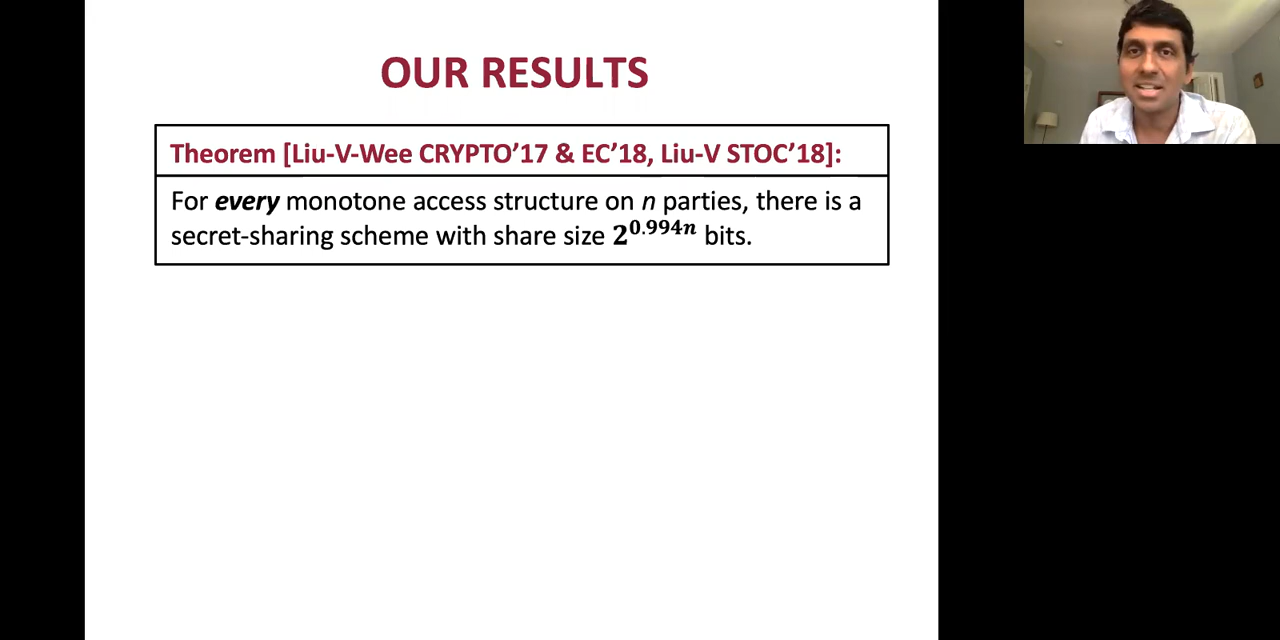 OUR RESULTS
Theorem [Liu-V-Wee CRYPTO'17 & EC'18, Liu-V STOC'18]:
For every monotone access structure on n parties, there is a
secret-sharing scheme with share size 2^0.994n bits.